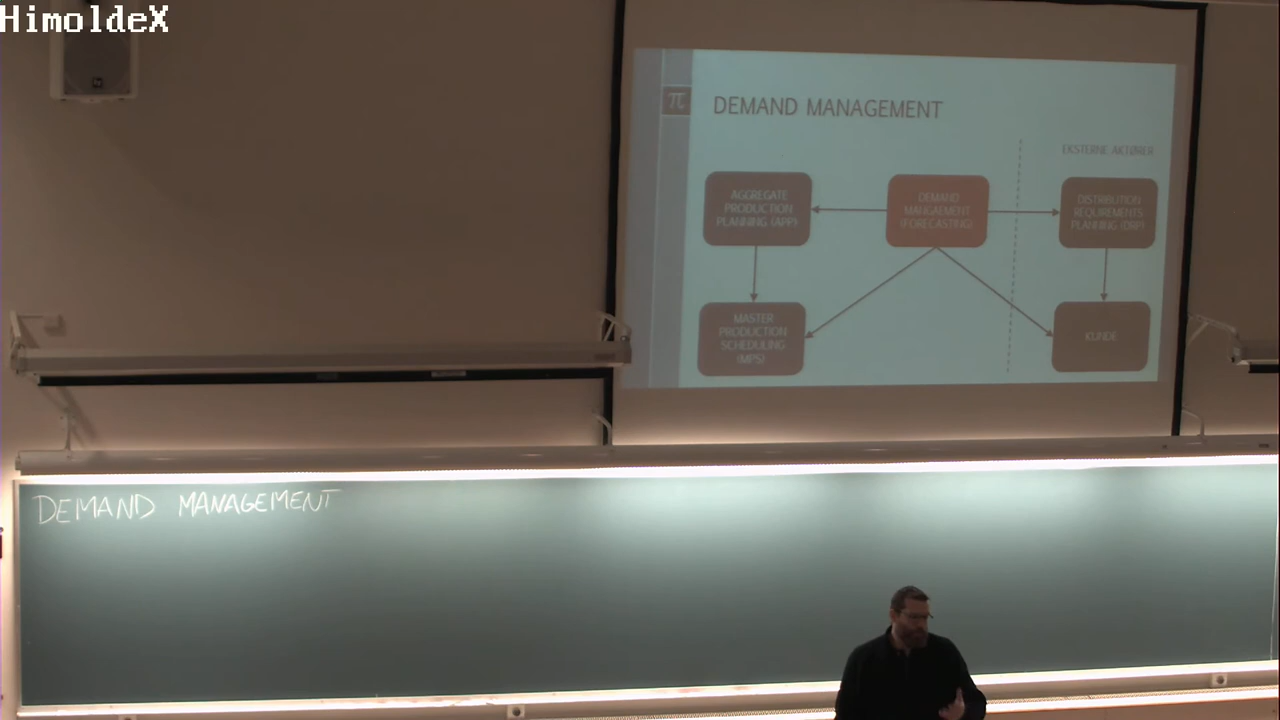 HimoldeX
π
DEMAND MANAGEMENT
EKSTERNE AKTØRER
AGGREGATE
PRODUCTION
PLANNING (APP)
DEMAND
MANGAEMENT
(FORECASTING)
DISTRIBUTION
REQUIREMENTS
PLANNING (DRP)
MASTER
PRODUCTION
SCHEDULING
(MPS)
KUNDE
DEMAND MANAGEMENT